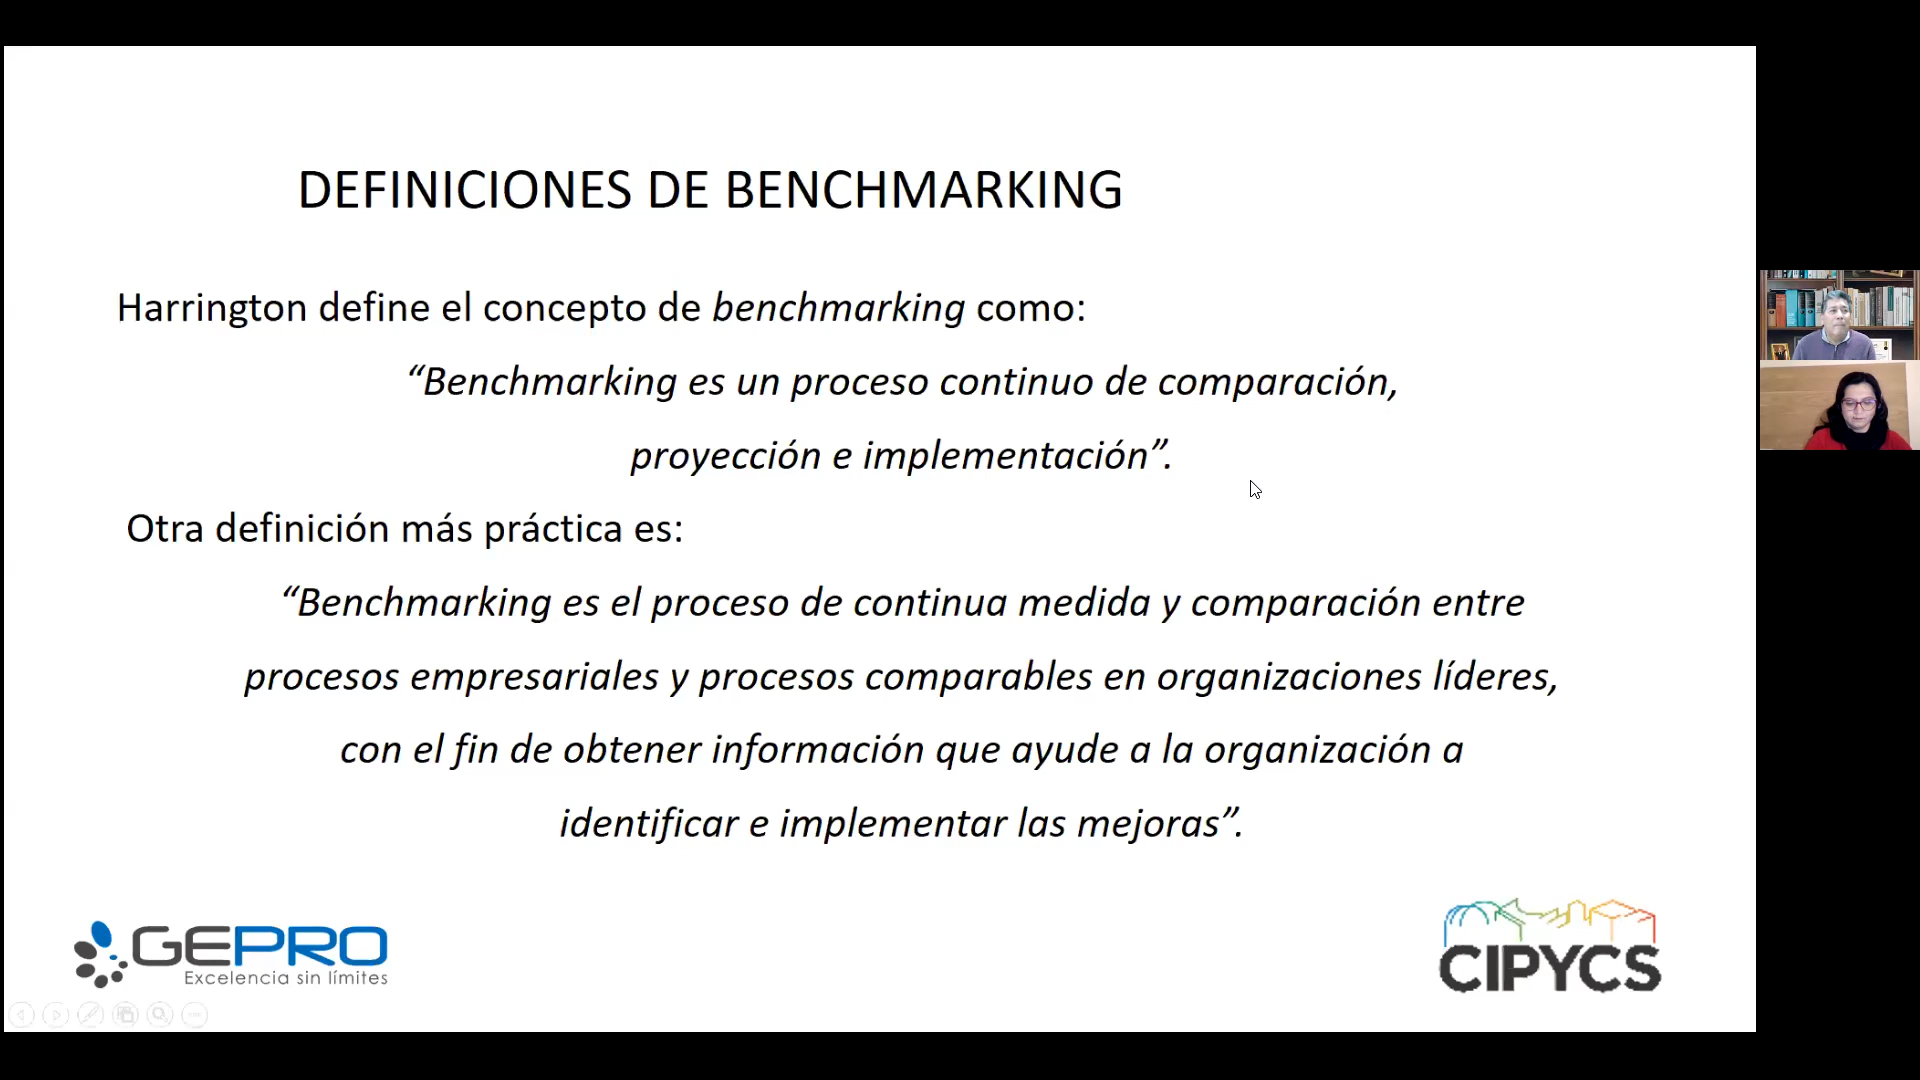 DEFINICIONES DE BENCHMARKING
Harrington define el concepto de benchmarking como:
“Benchmarking es un proceso continuo de comparación,
proyección e implementación”.
Otra definición más práctica es:
“Benchmarking es el proceso de continua medida y comparación entre
procesos empresariales y procesos comparables en organizaciones líderes,
con el fin de obtener información que ayude a la organización a
identificar e implementar las mejoras”.
GEPRO
Excelencia sin límites
CIPYCS